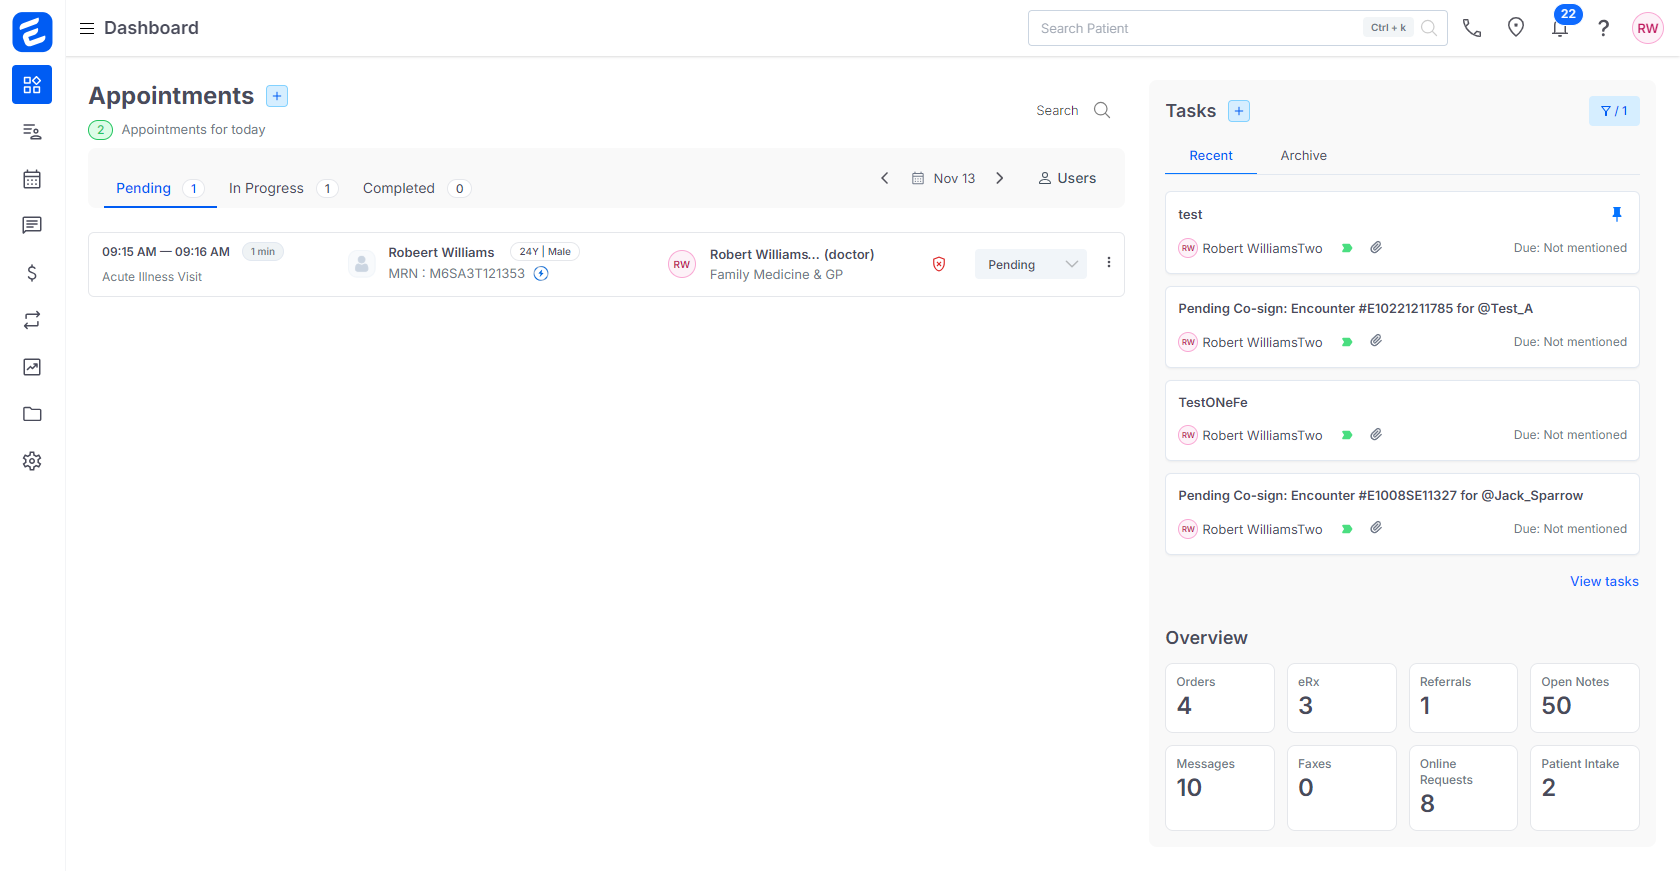 Dashboard
Search Patient
Ctrl + k
22
?
RW
Appointments +
2 Appointments for today
Search
Pending 1
In Progress 1
Completed 0
Nov 13
Users
09:15 AM — 09:16 AM 1 min
Acute Illness Visit
Robeert Williams 24Y | Male
MRN : M6SA3T121353
RW
Robert Williams... (doctor)
Family Medicine & GP
Pending
Tasks +
/ 1
Recent
Archive
test
RW Robert WilliamsTwo
Due: Not mentioned
Pending Co-sign: Encounter #E10221211785 for @Test_A
RW Robert WilliamsTwo
Due: Not mentioned
TestONeFe
RW Robert WilliamsTwo
Due: Not mentioned
Pending Co-sign: Encounter #E1008SE11327 for @Jack_Sparrow
RW Robert WilliamsTwo
Due: Not mentioned
View tasks
Overview
Orders
4
eRx
3
Referrals
1
Open Notes
50
Messages
10
Faxes
0
Online
Requests
8
Patient Intake
2